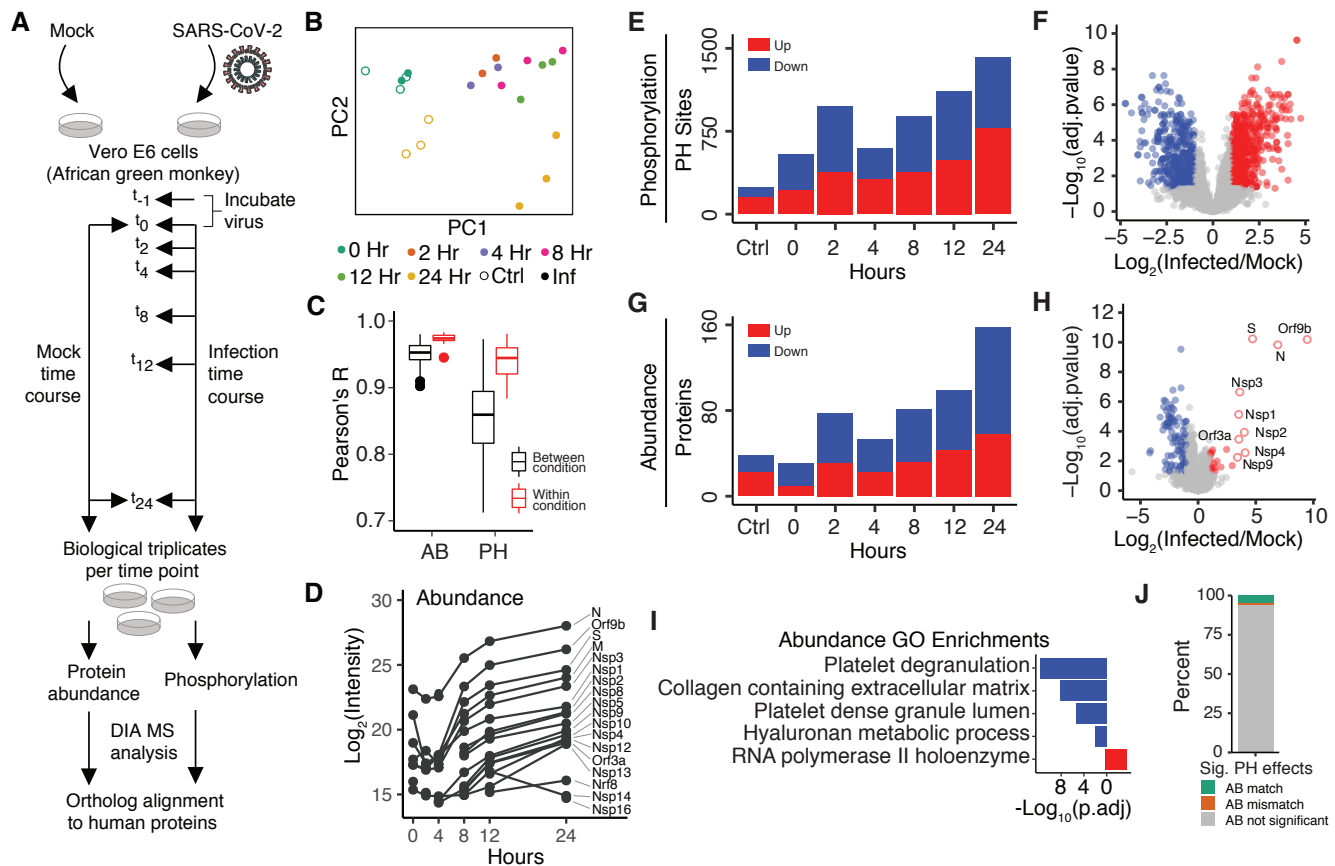 A
Mock
SARS-CoV-2
Vero E6 cells
(African green monkey)
t-1
t0
t2
t4
t8
t12
t24
Incubate
virus
Mock
time
course
Infection
time
course
Biological triplicates
per time point
Protein
abundance
Phosphorylation
DIA MS
analysis
Ortholog alignment
to human proteins
B
PC2
PC1
0 Hr
2 Hr
4 Hr
8 Hr
12 Hr
24 Hr
Ctrl
Inf
C
Pearson's R
1.0
0.9
0.8
0.7
AB
PH
Between
condition
Within
condition
D
Abundance
Log2(Intensity)
30
25
20
15
0
4
8
12
24
Hours
N
Orf9b
S
M
Nsp3
Nsp1
Nsp2
Nsp8
Nsp5
Nsp9
Nsp10
Nsp4
Nsp12
Orf3a
Nsp13
Nrf8
Nsp14
Nsp16
E
Phosphorylation
PH Sites
1500
750
0
Up
Down
Ctrl
0
2
4
8
12
24
Hours
F
−Log10(adj.pvalue)
10
8
6
4
2
0
−5
−2.5
0
2.5
5
Log2(Infected/Mock)
G
Abundance
Proteins
160
80
0
Up
Down
Ctrl
0
2
4
8
12
24
Hours
H
−Log10(adj.pvalue)
12
10
8
6
4
2
0
S
Orf9b
N
Nsp3
Nsp1
Orf3a
Nsp2
Nsp4
Nsp9
−5
0
5
10
Log2(Infected/Mock)
I
Abundance GO Enrichments
Platelet degranulation
Collagen containing extracellular matrix
Platelet dense granule lumen
Hyaluronan metabolic process
RNA polymerase II holoenzyme
8
4
0
-Log10(p.adj)
J
Percent
100
75
50
25
0
Sig. PH effects
AB match
AB mismatch
AB not significant